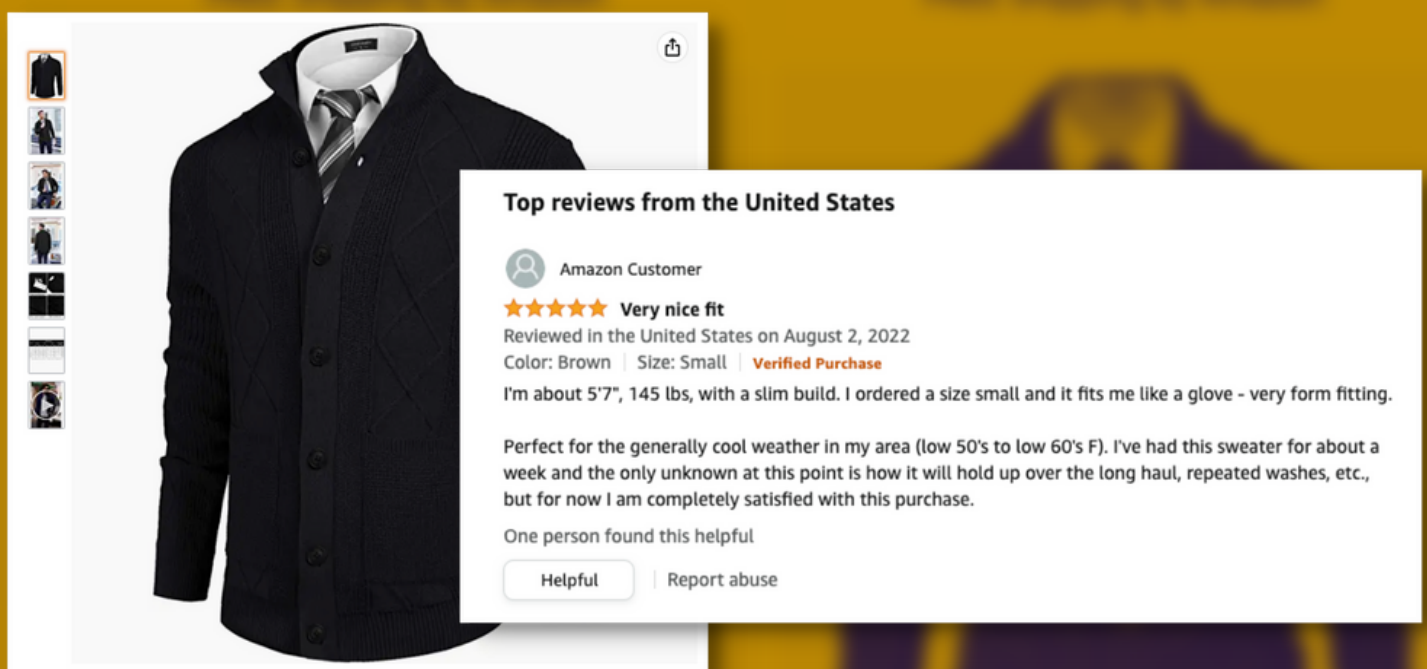 Top reviews from the United States
Amazon Customer
Very nice fit
Reviewed in the United States on August 2, 2022
Color: Brown | Size: Small | Verified Purchase
I'm about 5'7", 145 lbs, with a slim build. I ordered a size small and it fits me like a glove - very form fitting.
Perfect for the generally cool weather in my area (low 50's to low 60's F). I've had this sweater for about a
week and the only unknown at this point is how it will hold up over the long haul, repeated washes, etc.,
but for now I am completely satisfied with this purchase.
One person found this helpful
Helpful | Report abuse